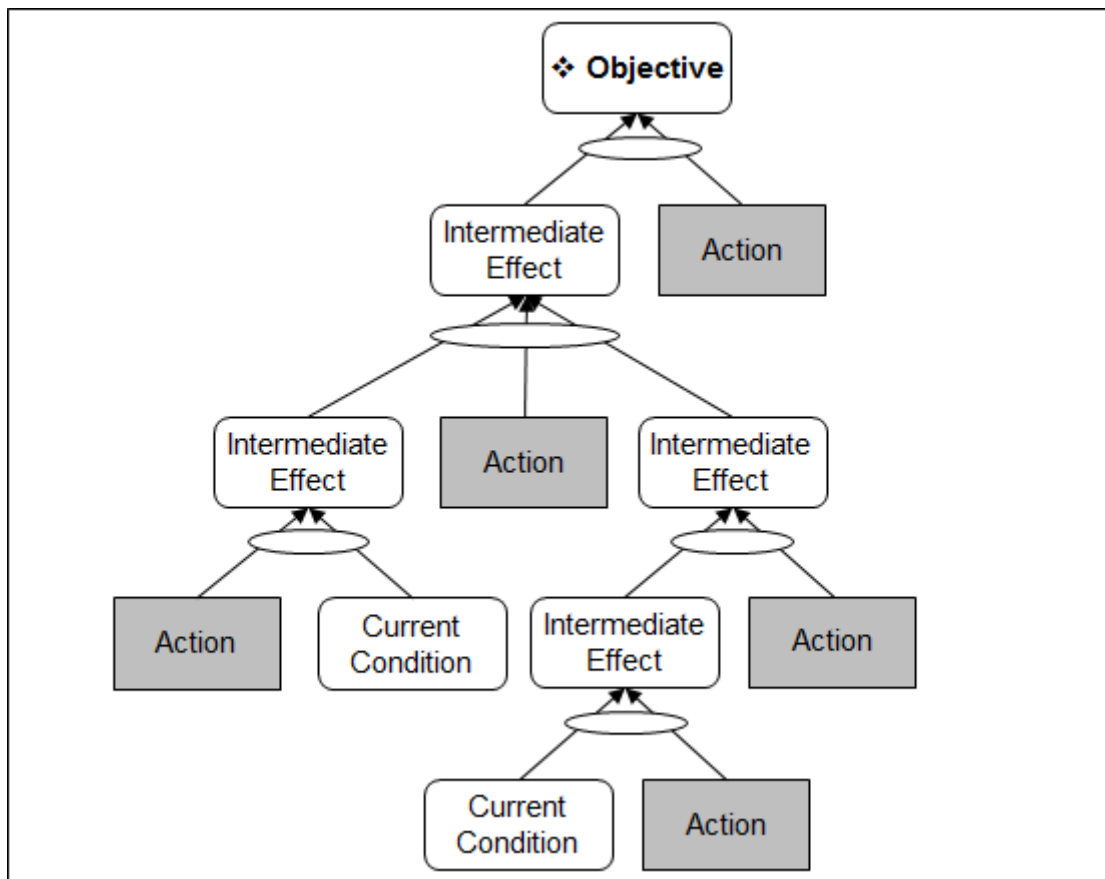 ❖ Objective
Intermediate
Effect
Action
Intermediate
Effect
Action
Intermediate
Effect
Action
Current
Condition
Intermediate
Effect
Action
Current
Condition
Action